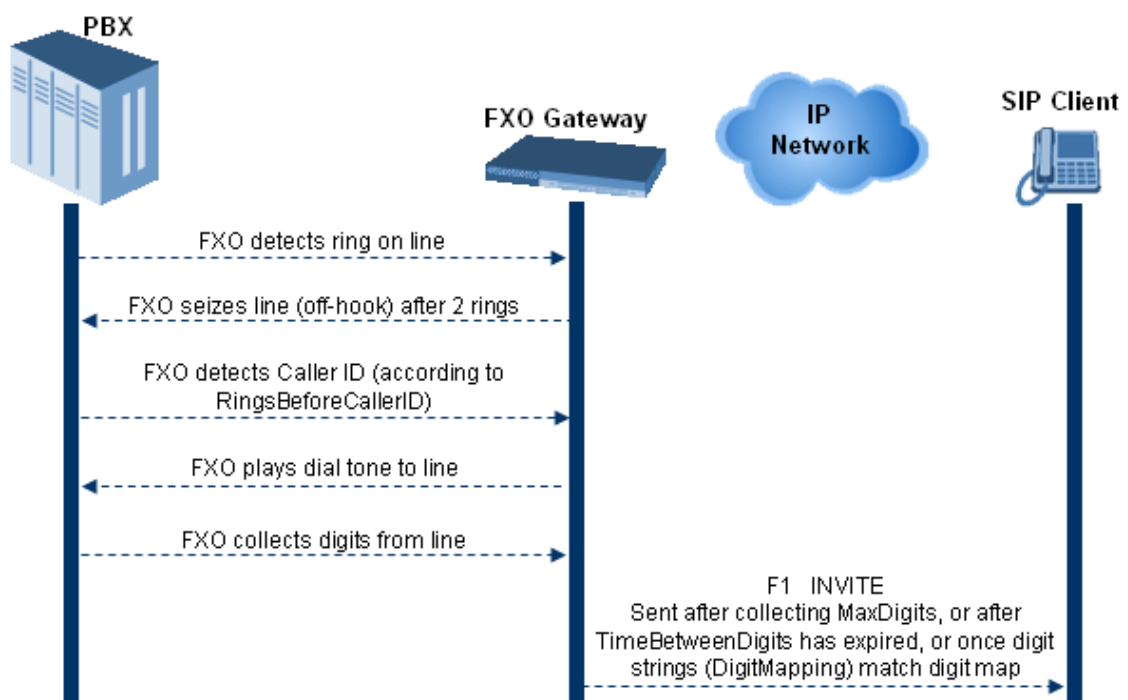 PBX
FXO Gateway
IP
Network
SIP Client
FXO detects ring on line
FXO seizes line (off-hook) after 2 rings
FXO detects Caller ID (according to
RingsBeforeCallerID)
FXO plays dial tone to line
FXO collects digits from line
F1 INVITE
Sent after collecting MaxDigits, or after
TimeBetweenDigits has expired, or once digit
strings (DigitMapping) match digit map